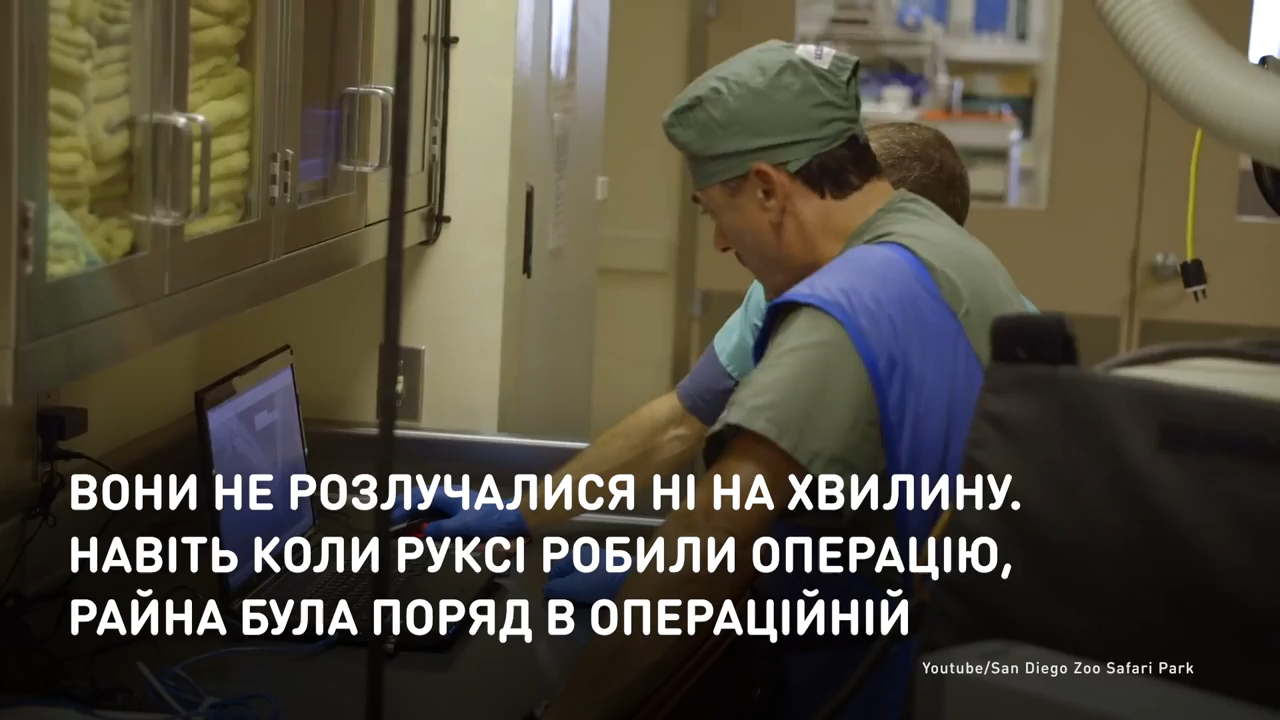 ВОНИ НЕ РОЗЛУЧАЛИСЯ НІ НА ХВИЛИНУ.
НАВІТЬ КОЛИ РУКСІ РОБИЛИ ОПЕРАЦІЮ,
РАЙНА БУЛА ПОРЯД В ОПЕРАЦІЙНІЙ
Youtube/San Diego Zoo Safari Park